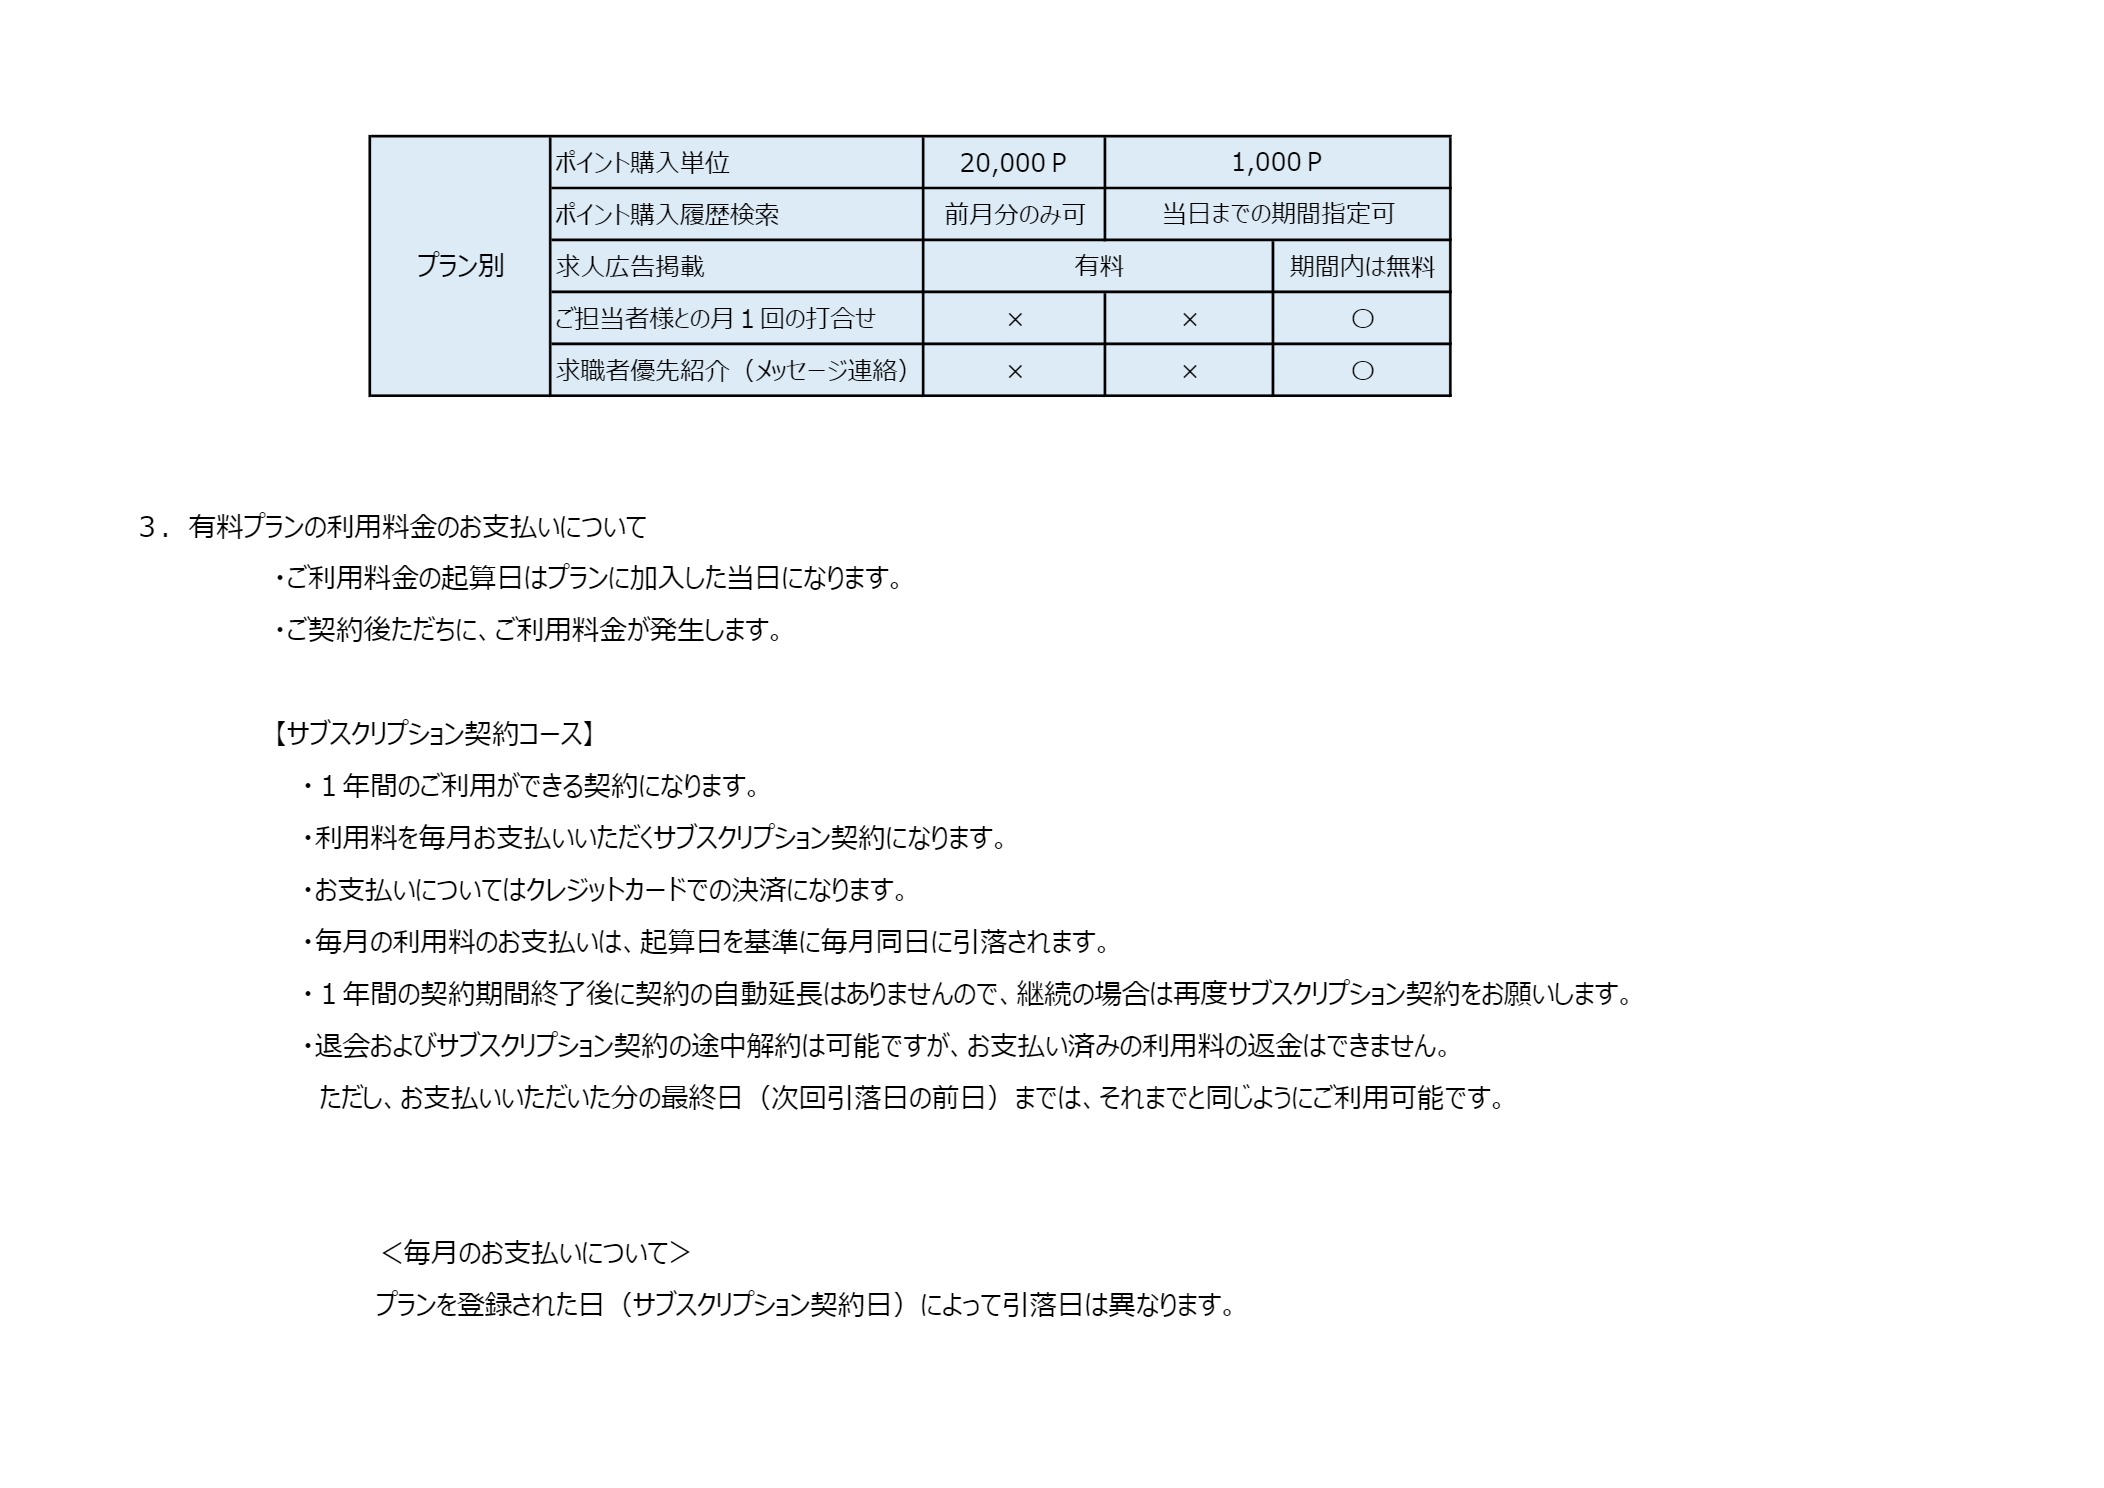 ポイント購入単位 20,000Ｐ 1,000Ｐ
ポイント購入履歴検索 前月分のみ可 当日までの期間指定可
プラン別 求人広告掲載 有料 期間内は無料
ご担当者様との月１回の打合せ × × 〇
求職者優先紹介（メッセージ連絡） × × 〇
３．有料プランの利用料金のお支払いについて
・ご利用料金の起算日はプランに加入した当日になります。
・ご契約後ただちに、ご利用料金が発生します。
【サブスクリプション契約コース】
・１年間のご利用ができる契約になります。
・利用料を毎月お支払いいただくサブスクリプション契約になります。
・お支払いについてはクレジットカードでの決済になります。
・毎月の利用料のお支払いは、起算日を基準に毎月同日に引落されます。
・１年間の契約期間終了後に契約の自動延長はありませんので、継続の場合は再度サブスクリプション契約をお願いします。
・退会およびサブスクリプション契約の途中解約は可能ですが、お支払い済みの利用料の返金はできません。
ただし、お支払いいただいた分の最終日（次回引落日の前日）までは、それまでと同じようにご利用可能です。
＜毎月のお支払いについて＞
プランを登録された日（サブスクリプション契約日）によって引落日は異なります。